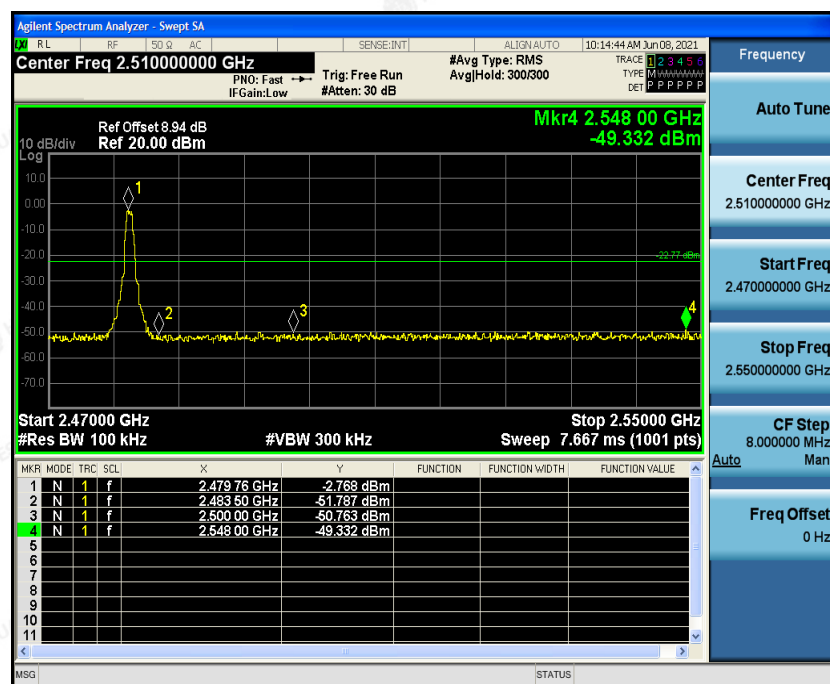 Agilent Spectrum Analyzer - Swept SA
LXI RL RF 50 Ω AC SENSE:INT ALIGN AUTO 10:14:44 AM Jun 08, 2021
Center Freq 2.510000000 GHz
PNO: Fast
IFGain:Low
Trig: Free Run
#Atten: 30 dB
#Avg Type: RMS
Avg|Hold: 300/300
TRACE 1 2 3 4 5 6
TYPE M WWWWW
DET P P P P P P
Mkr4 2.548 00 GHz
-49.332 dBm
Ref Offset 8.94 dB
10 dB/div Ref 20.00 dBm
Log
10.0
0.00
-10.0
-20.0
-30.0
-40.0
-50.0
-60.0
-70.0
1
2
3
4
-22.77 dBm
Start 2.47000 GHz Stop 2.55000 GHz
#Res BW 100 kHz #VBW 300 kHz Sweep 7.667 ms (1001 pts)
MKR MODE TRC SCL X Y FUNCTION FUNCTION WIDTH FUNCTION VALUE
1 N 1 f 2.479 76 GHz -2.768 dBm
2 N 1 f 2.483 50 GHz -51.787 dBm
3 N 1 f 2.500 00 GHz -50.763 dBm
4 N 1 f 2.548 00 GHz -49.332 dBm
5
6
7
8
9
10
11
MSG STATUS
Frequency
Auto Tune
Center Freq
2.510000000 GHz
Start Freq
2.470000000 GHz
Stop Freq
2.550000000 GHz
CF Step
8.000000 MHz
Auto Man
Freq Offset
0 Hz